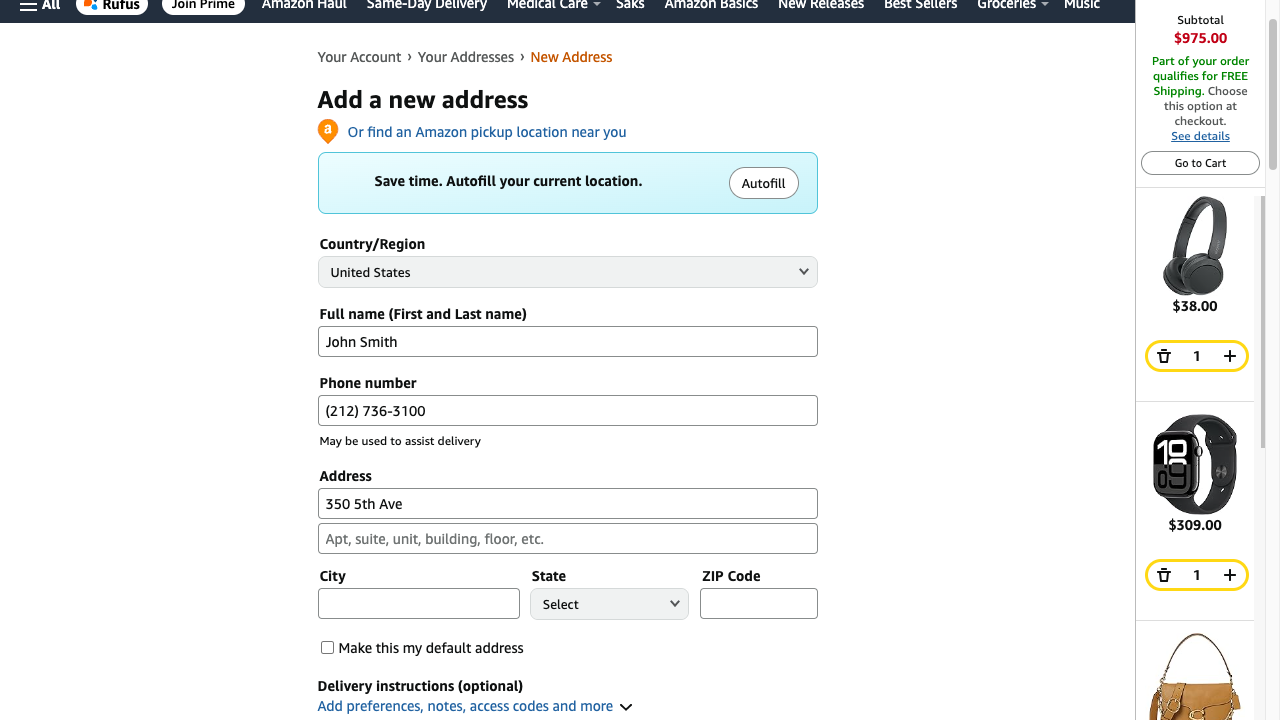 All
Rufus
Join Prime
Amazon Haul
Same-Day Delivery
Medical Care
Saks
Amazon Basics
New Releases
Best Sellers
Groceries
Music
Your Account › Your Addresses › New Address
Add a new address
a
Or find an Amazon pickup location near you
Save time. Autofill your current location.
Autofill
Country/Region
United States
Full name (First and Last name)
John Smith
Phone number
(212) 736-3100
May be used to assist delivery
Address
350 5th Ave
Apt, suite, unit, building, floor, etc.
City
State
ZIP Code
Select
Make this my default address
Delivery instructions (optional)
Add preferences, notes, access codes and more
Subtotal
$975.00
Part of your order
qualifies for FREE
Shipping. Choose
this option at
checkout.
See details
Go to Cart
$38.00
1
10
09
$309.00
1